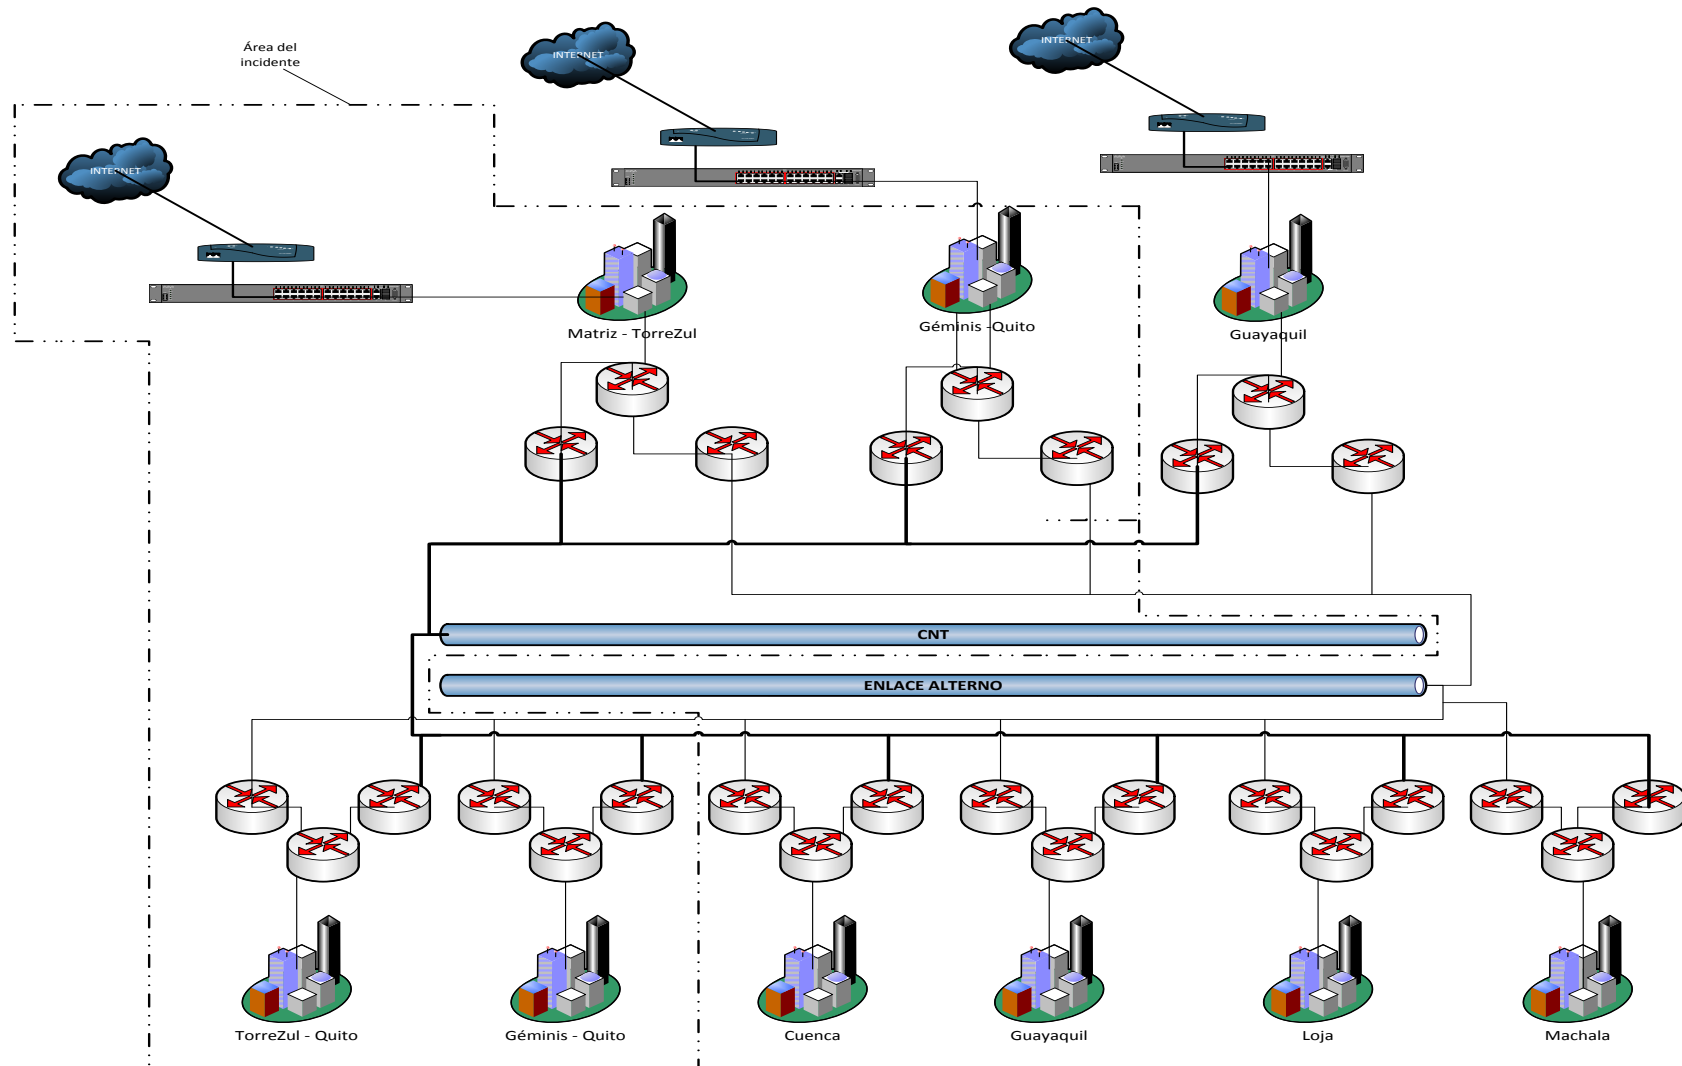 Área del
incidente
INTERNET
INTERNET
INTERNET
Matriz - TorreZul
Géminis -Quito
Guayaquil
CNT
ENLACE ALTERNO
TorreZul - Quito
Géminis - Quito
Cuenca
Guayaquil
Loja
Machala